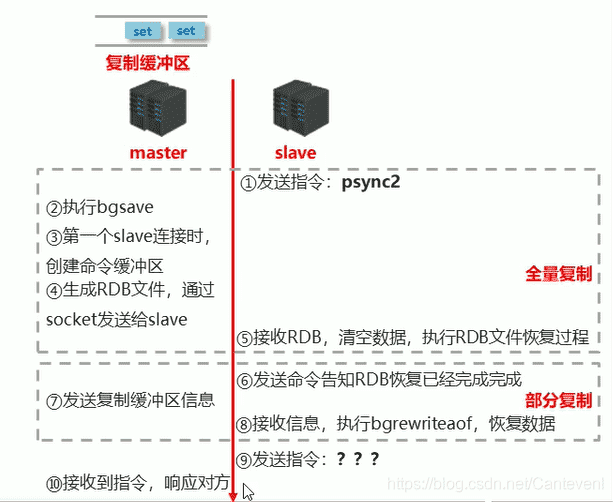 set set
复制缓冲区
master slave
①发送指令：psync2
②执行bgsave
③第一个slave连接时，
创建命令缓冲区
全量复制
④生成RDB文件，通过
socket发送给slave
⑤接收RDB，清空数据，执行RDB文件恢复过程
⑥发送命令告知RDB恢复已经完成完成
⑦发送复制缓冲区信息
部分复制
⑧接收信息，执行bgrewriteaof，恢复数据
⑨发送指令：？？？
⑩接收到指令，响应对方
https://blog.csdn.net/Cantevenl